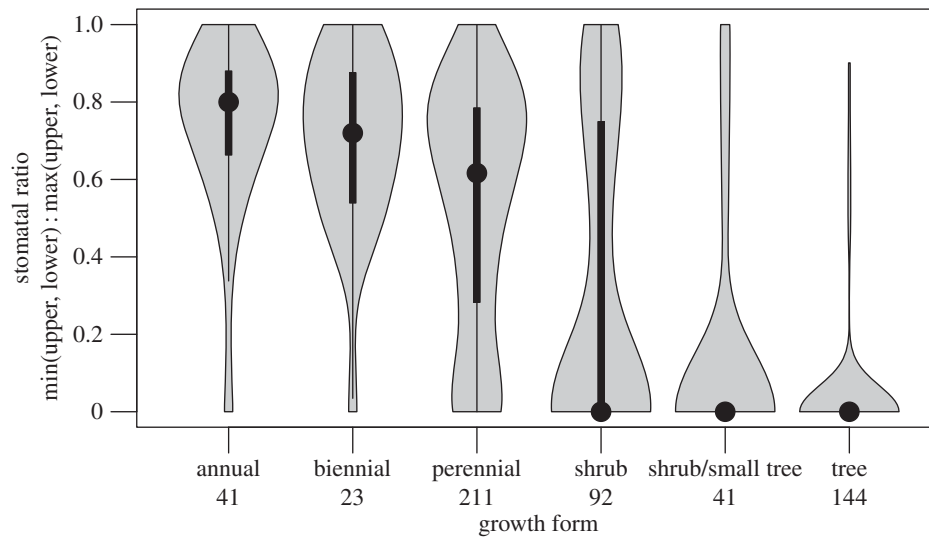 stomatal ratio
min(upper, lower) : max(upper, lower)
1.0
0.8
0.6
0.4
0.2
0
annual biennial perennial shrub shrub/small tree tree
41 23 211 92 41 144
growth form